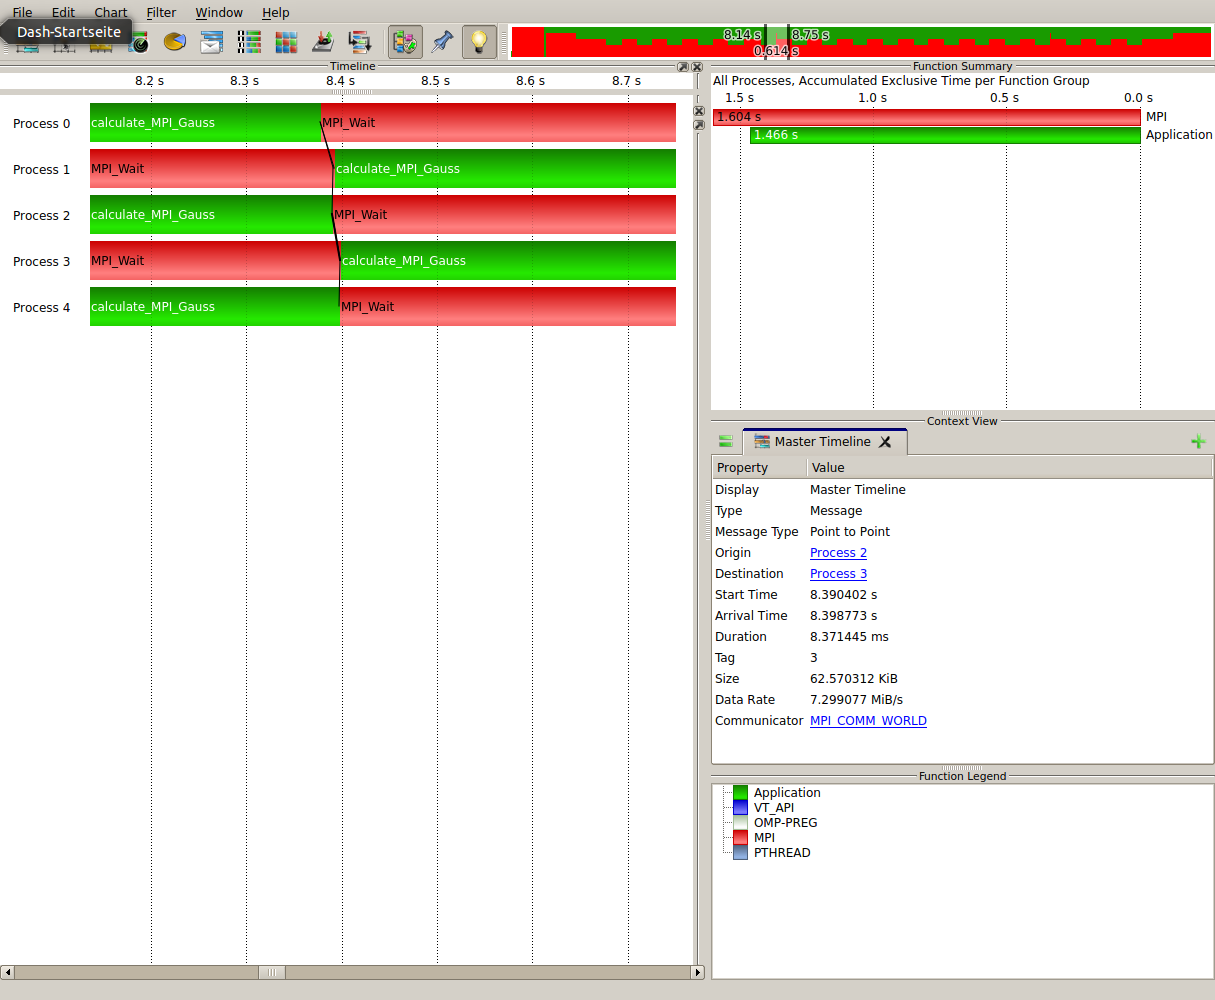 File Edit Chart Filter Window Help
Dash-Startseite
8.14 s 8.75 s
0.614 s
Timeline
8.2 s 8.3 s 8.4 s 8.5 s 8.6 s 8.7 s
Process 0 calculate_MPI_Gauss MPI_Wait
Process 1 MPI_Wait calculate_MPI_Gauss
Process 2 calculate_MPI_Gauss MPI_Wait
Process 3 MPI_Wait calculate_MPI_Gauss
Process 4 calculate_MPI_Gauss MPI_Wait
Function Summary
All Processes, Accumulated Exclusive Time per Function Group
1.5 s 1.0 s 0.5 s 0.0 s
1.604 s MPI
1.466 s Application
Context View
Master Timeline
Property Value
Display Master Timeline
Type Message
Message Type Point to Point
Origin Process 2
Destination Process 3
Start Time 8.390402 s
Arrival Time 8.398773 s
Duration 8.371445 ms
Tag 3
Size 62.570312 KiB
Data Rate 7.299077 MiB/s
Communicator MPI_COMM_WORLD
Function Legend
Application
VT_API
OMP-PREG
MPI
PTHREAD